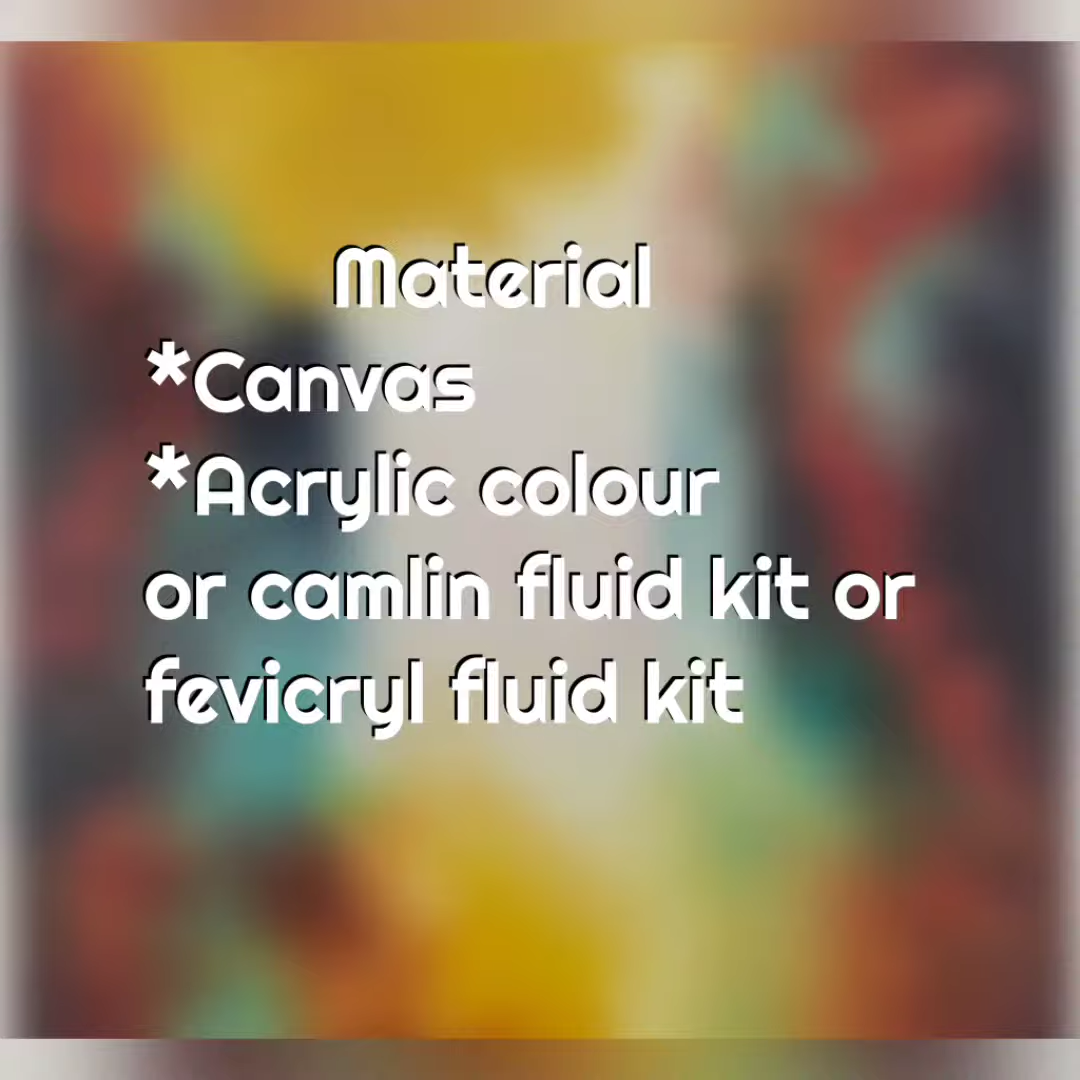 Material
*Canvas
*Acrylic colour
or camlin fluid kit or
fevicryl fluid kit